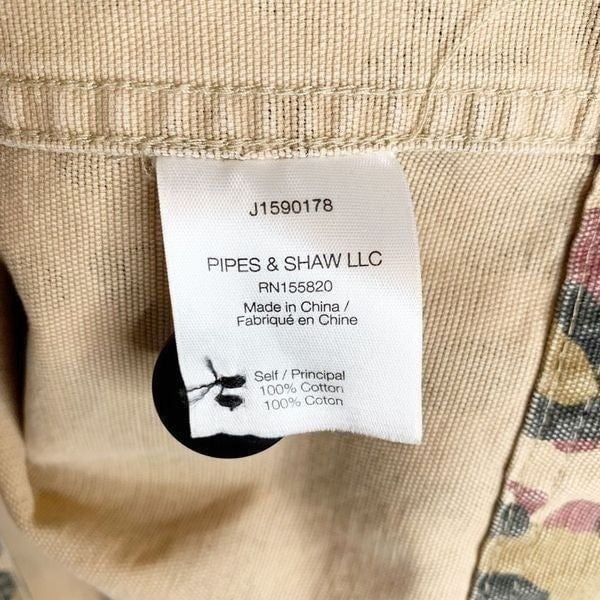 J1590178
PIPES & SHAW LLC
RN155820
Made in China /
Fabriqué en Chine
Self / Principal
100% Cotton
100% Coton